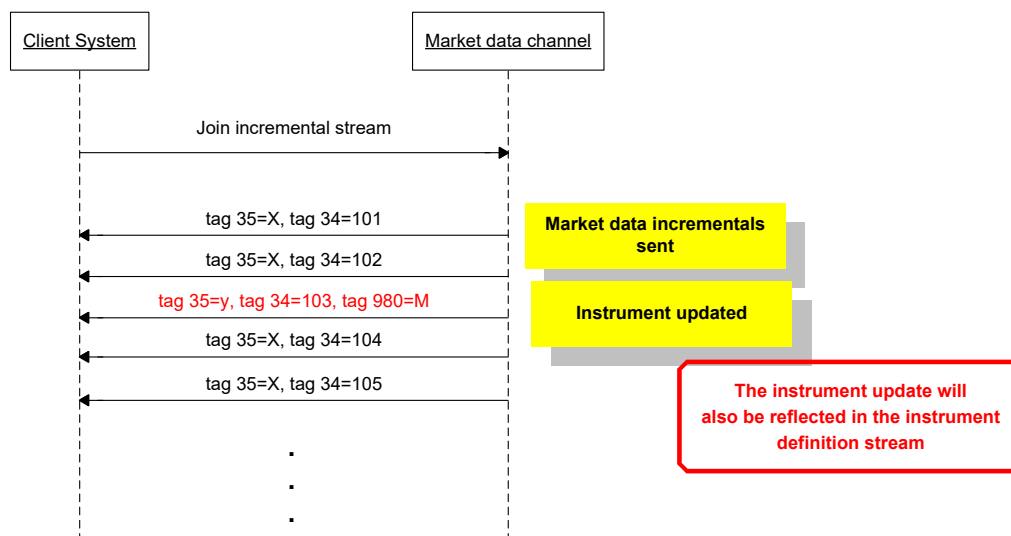 Client System
Market data channel
Join incremental stream
tag 35=X, tag 34=101
Market data incrementals
sent
tag 35=X, tag 34=102
tag 35=y, tag 34=103, tag 980=M
Instrument updated
tag 35=X, tag 34=104
tag 35=X, tag 34=105
The instrument update will
also be reflected in the instrument
definition stream
.
.
.